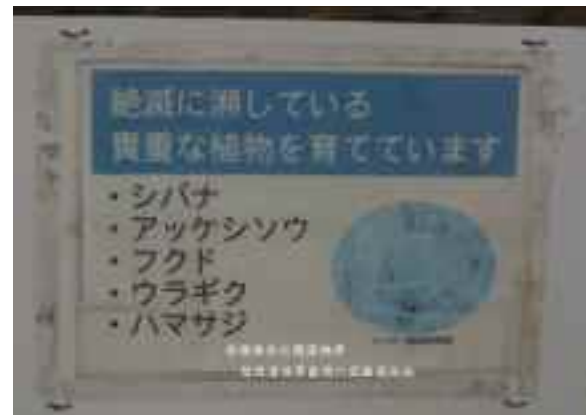 絶滅に瀕している
貴重な植物を育てています
・シバナ
・アッケシソウ
・フクド
・ウラギク
・ハマサジ